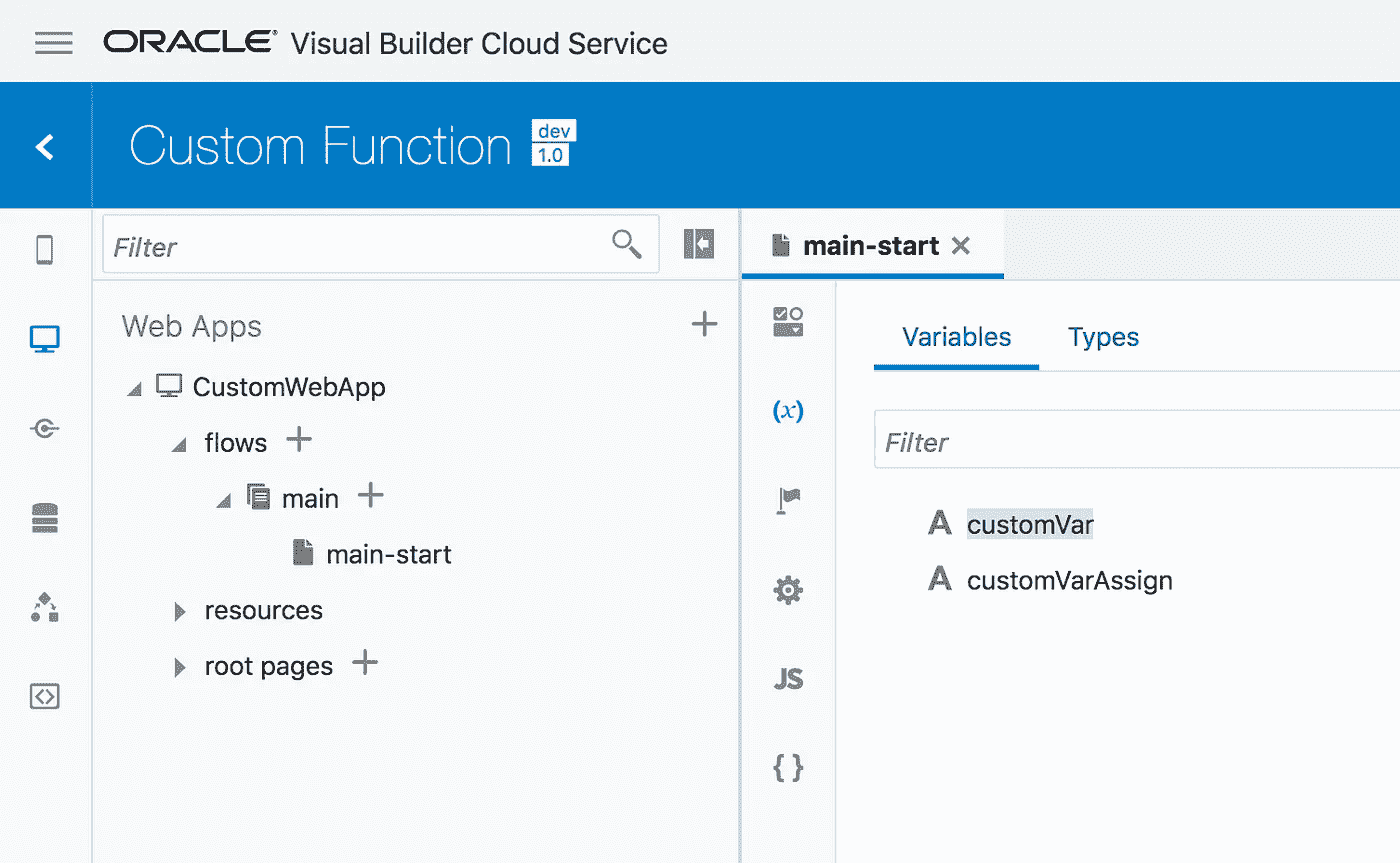 ORACLE® Visual Builder Cloud Service
Custom Function dev
1.0
Filter
main-start
Web Apps
CustomWebApp
flows
main
main-start
resources
root pages
Variables Types
(x)
Filter
A customVar
A customVarAssign
JS
{ }